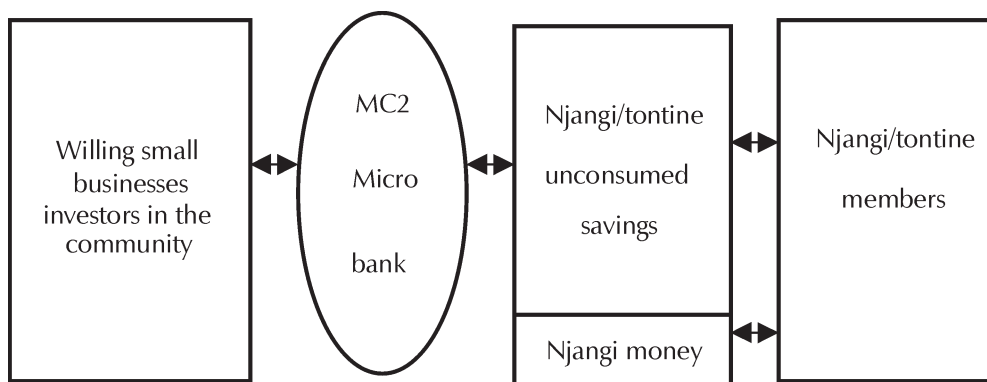 Willing small
businesses
investors in the
community
MC2
Micro
bank
Njangi/tontine
unconsumed
savings
Njangi money
Njangi/tontine
members